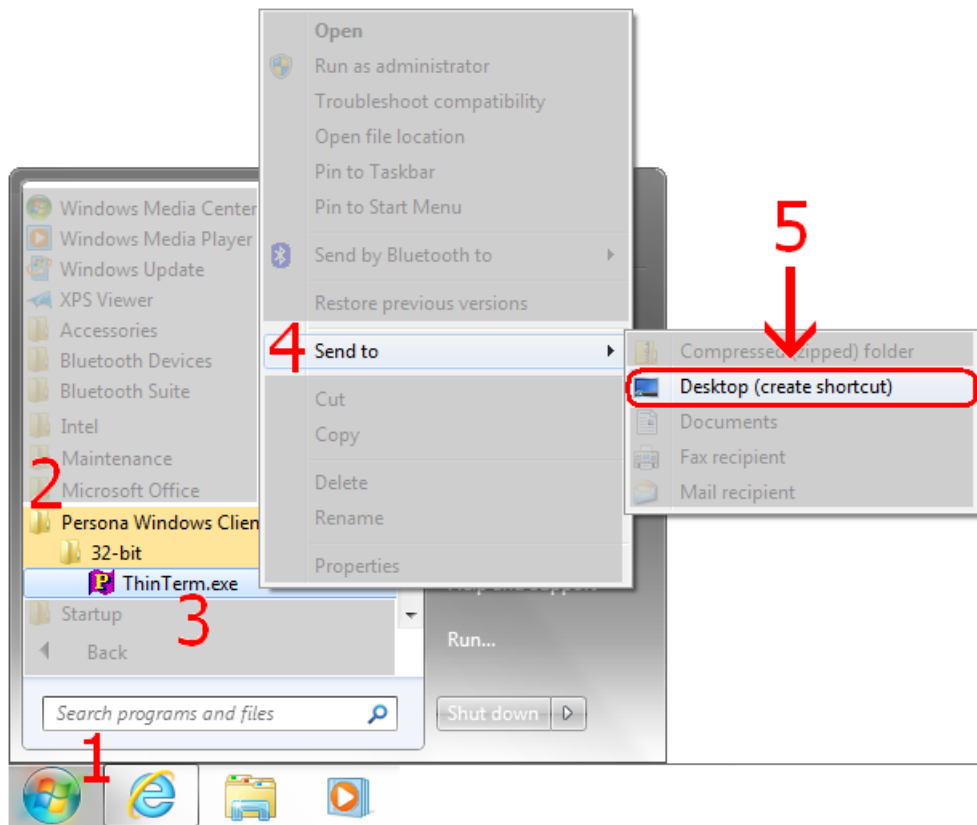 Open
Run as administrator
Troubleshoot compatibility
Open file location
Pin to Taskbar
Pin to Start Menu
Send by Bluetooth to
Restore previous versions
4 Send to
Cut
Copy
Delete
Rename
Properties
5
Compressed (zipped) folder
Desktop (create shortcut)
Documents
Fax recipient
Mail recipient
Windows Media Center
Windows Media Player
Windows Update
XPS Viewer
Accessories
Bluetooth Devices
Bluetooth Suite
Intel
Maintenance
2
Microsoft Office
Persona Windows Clien
32-bit
ThinTerm.exe
Startup
3
Back
Help and Support
Run...
Search programs and files
Shut down
1